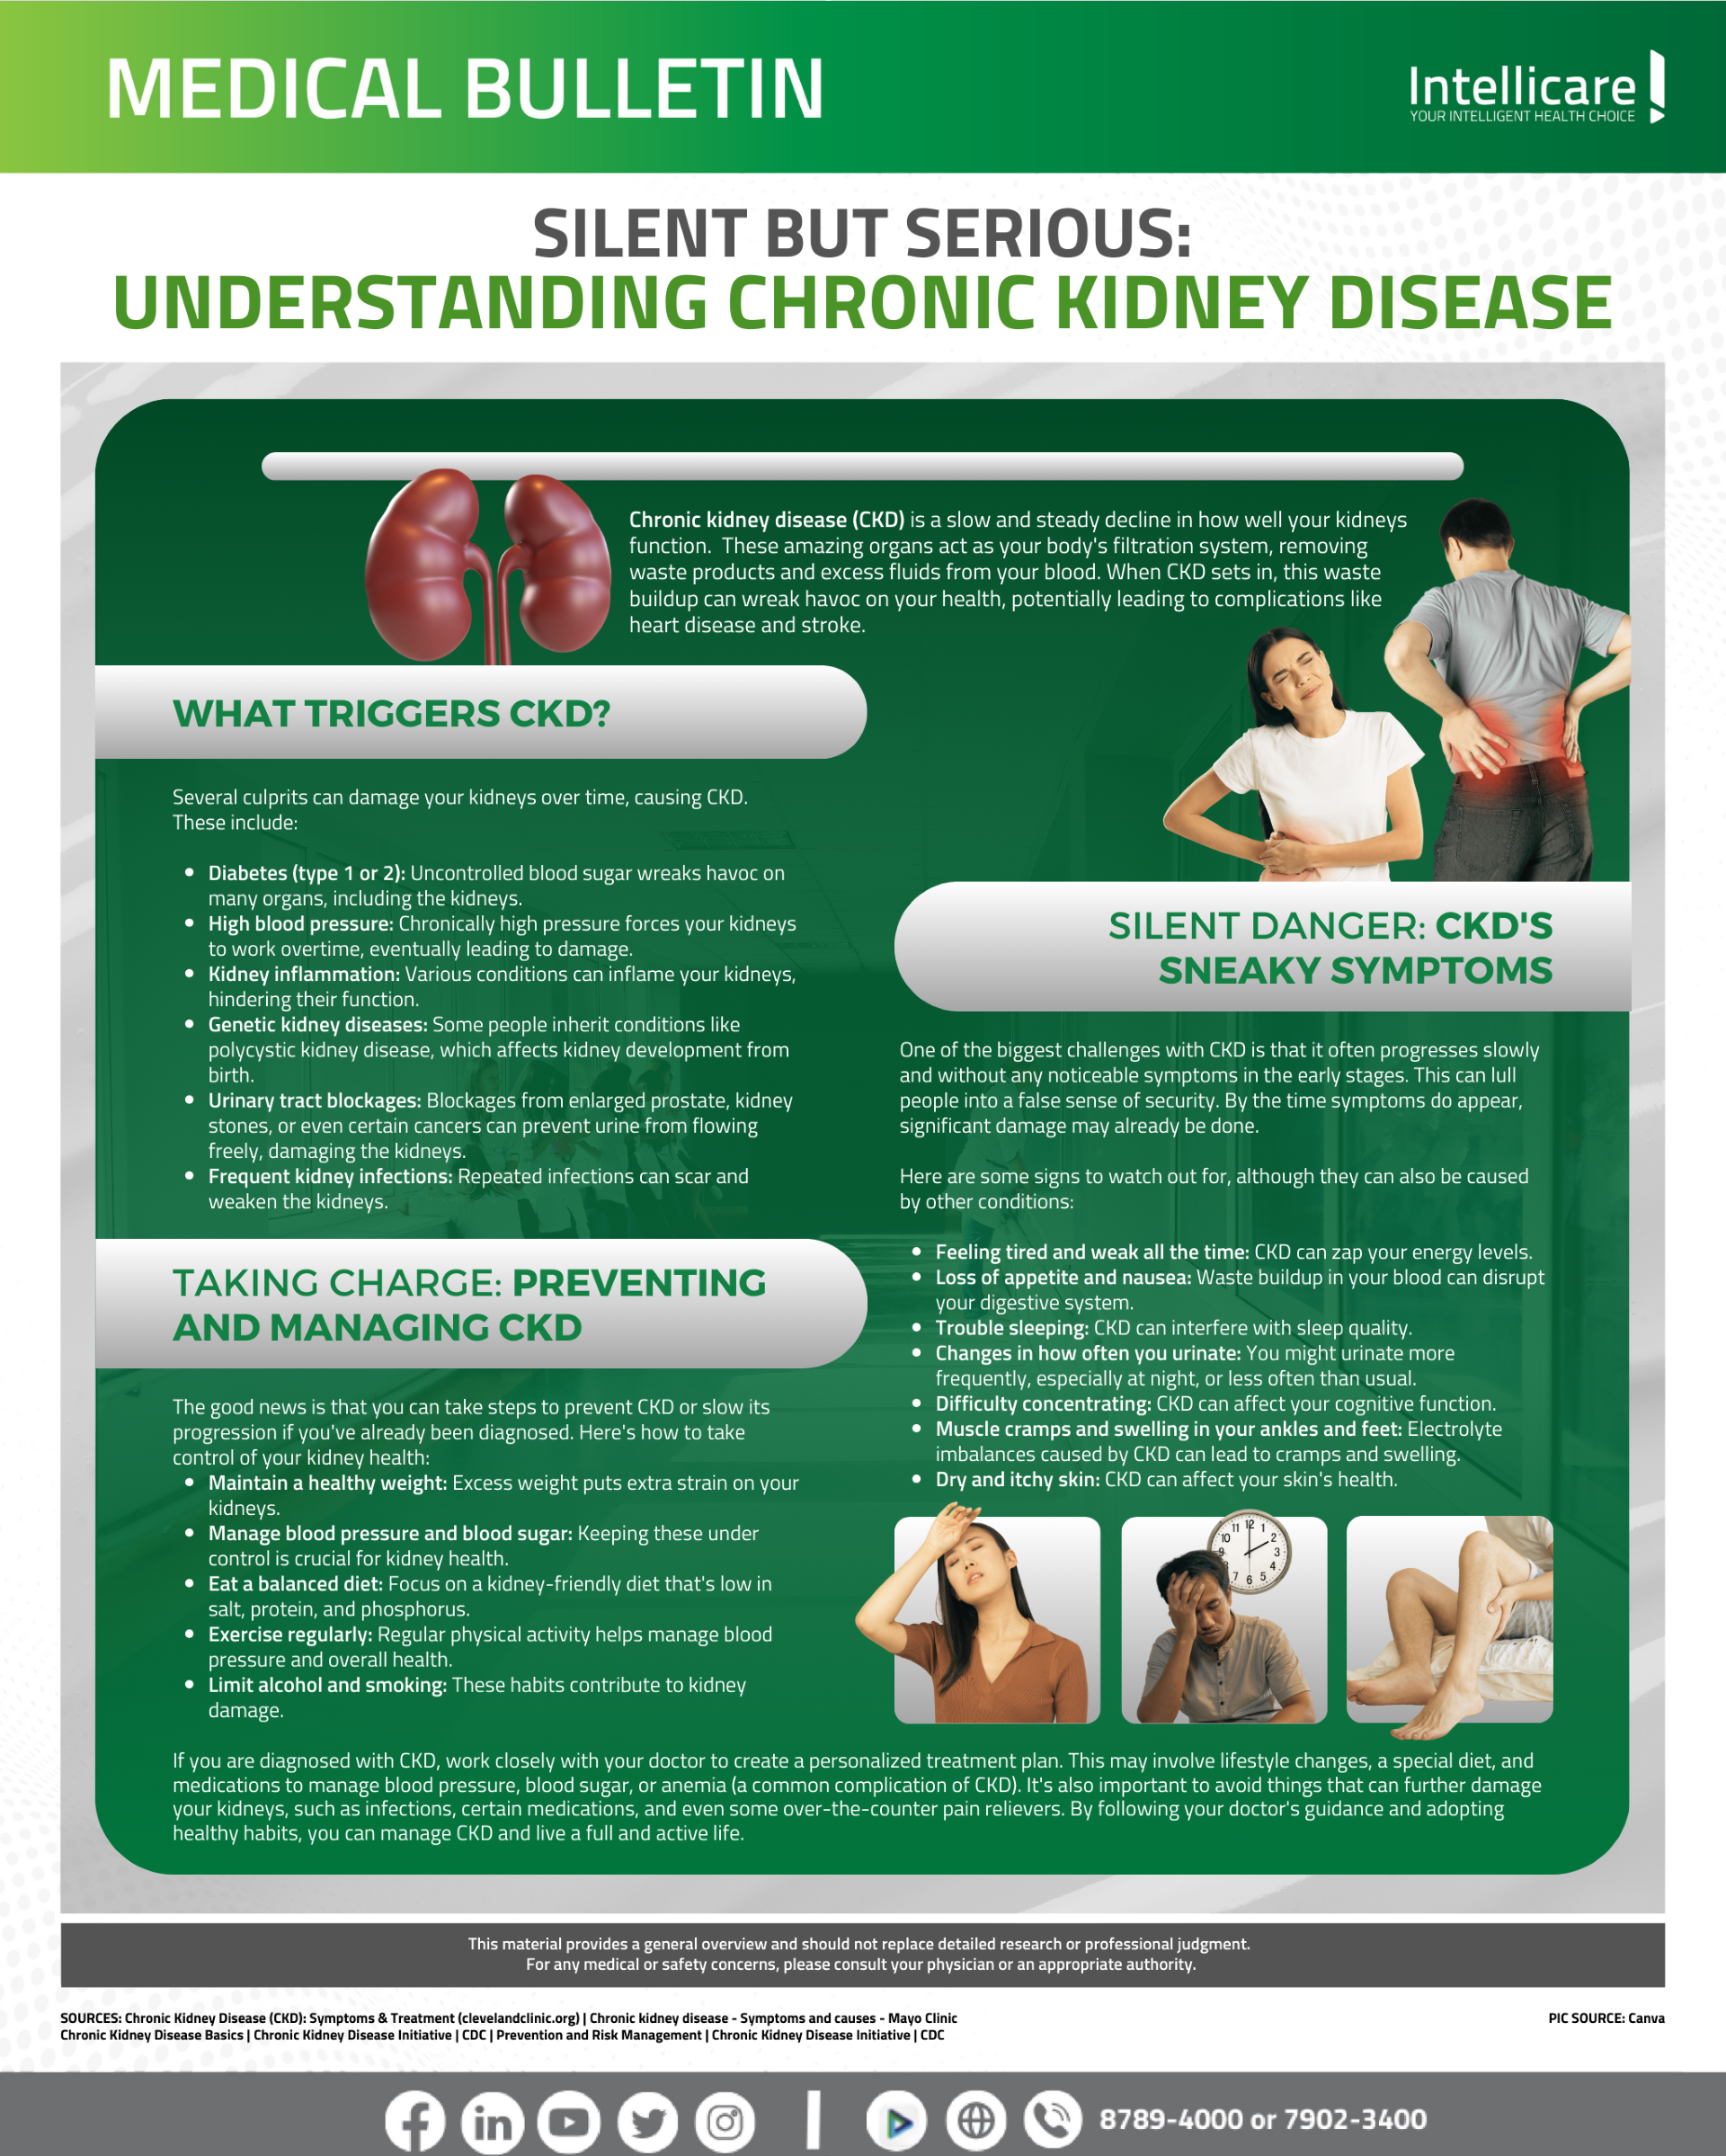 MEDICAL BULLETIN
Intellicare
YOUR INTELLIGENT HEALTH CHOICE
SILENT BUT SERIOUS:
UNDERSTANDING CHRONIC KIDNEY DISEASE
Chronic kidney disease (CKD) is a slow and steady decline in how well your kidneys
function. These amazing organs act as your body's filtration system, removing
waste products and excess fluids from your blood. When CKD sets in, this waste
buildup can wreak havoc on your health, potentially leading to complications like
heart disease and stroke.
WHAT TRIGGERS CKD?
Several culprits can damage your kidneys over time, causing CKD.
These include:
• Diabetes (type 1 or 2): Uncontrolled blood sugar wreaks havoc on
many organs, including the kidneys.
• High blood pressure: Chronically high pressure forces your kidneys
to work overtime, eventually leading to damage.
• Kidney inflammation: Various conditions can inflame your kidneys,
hindering their function.
• Genetic kidney diseases: Some people inherit conditions like
polycystic kidney disease, which affects kidney development from
birth.
• Urinary tract blockages: Blockages from enlarged prostate, kidney
stones, or even certain cancers can prevent urine from flowing
freely, damaging the kidneys.
• Frequent kidney infections: Repeated infections can scar and
weaken the kidneys.
TAKING CHARGE: PREVENTING
AND MANAGING CKD
The good news is that you can take steps to prevent CKD or slow its
progression if you've already been diagnosed. Here's how to take
control of your kidney health:
• Maintain a healthy weight: Excess weight puts extra strain on your
kidneys.
• Manage blood pressure and blood sugar: Keeping these under
control is crucial for kidney health.
• Eat a balanced diet: Focus on a kidney-friendly diet that's low in
salt, protein, and phosphorus.
• Exercise regularly: Regular physical activity helps manage blood
pressure and overall health.
• Limit alcohol and smoking: These habits contribute to kidney
damage.
SILENT DANGER: CKD'S
SNEAKY SYMPTOMS
One of the biggest challenges with CKD is that it often progresses slowly
and without any noticeable symptoms in the early stages. This can lull
people into a false sense of security. By the time symptoms do appear,
significant damage may already be done.
Here are some signs to watch out for, although they can also be caused
by other conditions:
• Feeling tired and weak all the time: CKD can zap your energy levels.
• Loss of appetite and nausea: Waste buildup in your blood can disrupt
your digestive system.
• Trouble sleeping: CKD can interfere with sleep quality.
• Changes in how often you urinate: You might urinate more
frequently, especially at night, or less often than usual.
• Difficulty concentrating: CKD can affect your cognitive function.
• Muscle cramps and swelling in your ankles and feet: Electrolyte
imbalances caused by CKD can lead to cramps and swelling.
• Dry and itchy skin: CKD can affect your skin's health.
10 11 12 1 2 3 4 5 6 7
If you are diagnosed with CKD, work closely with your doctor to create a personalized treatment plan. This may involve lifestyle changes, a special diet, and
medications to manage blood pressure, blood sugar, or anemia (a common complication of CKD). It's also important to avoid things that can further damage
your kidneys, such as infections, certain medications, and even some over-the-counter pain relievers. By following your doctor's guidance and adopting
healthy habits, you can manage CKD and live a full and active life.
This material provides a general overview and should not replace detailed research or professional judgment.
For any medical or safety concerns, please consult your physician or an appropriate authority.
SOURCES: Chronic Kidney Disease (CKD): Symptoms & Treatment (clevelandclinic.org) | Chronic kidney disease - Symptoms and causes - Mayo Clinic
Chronic Kidney Disease Basics | Chronic Kidney Disease Initiative | CDC | Prevention and Risk Management | Chronic Kidney Disease Initiative | CDC
PIC SOURCE: Canva
8789-4000 or 7902-3400